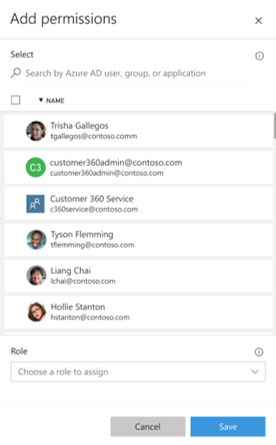 Add permissions
Select
Search by Azure AD user, group, or application
NAME
Trisha Gallegos
tgallegos@contoso.comm
C3
customer360admin@contoso.com
customer360admin@contoso.com
Customer 360 Service
c360service@contoso.com
Tyson Flemming
tflemming@contoso.com
Liang Chai
lchai@contoso.com
Hollie Stanton
hstanton@contoso.com
Role
Choose a role to assign
Cancel
Save